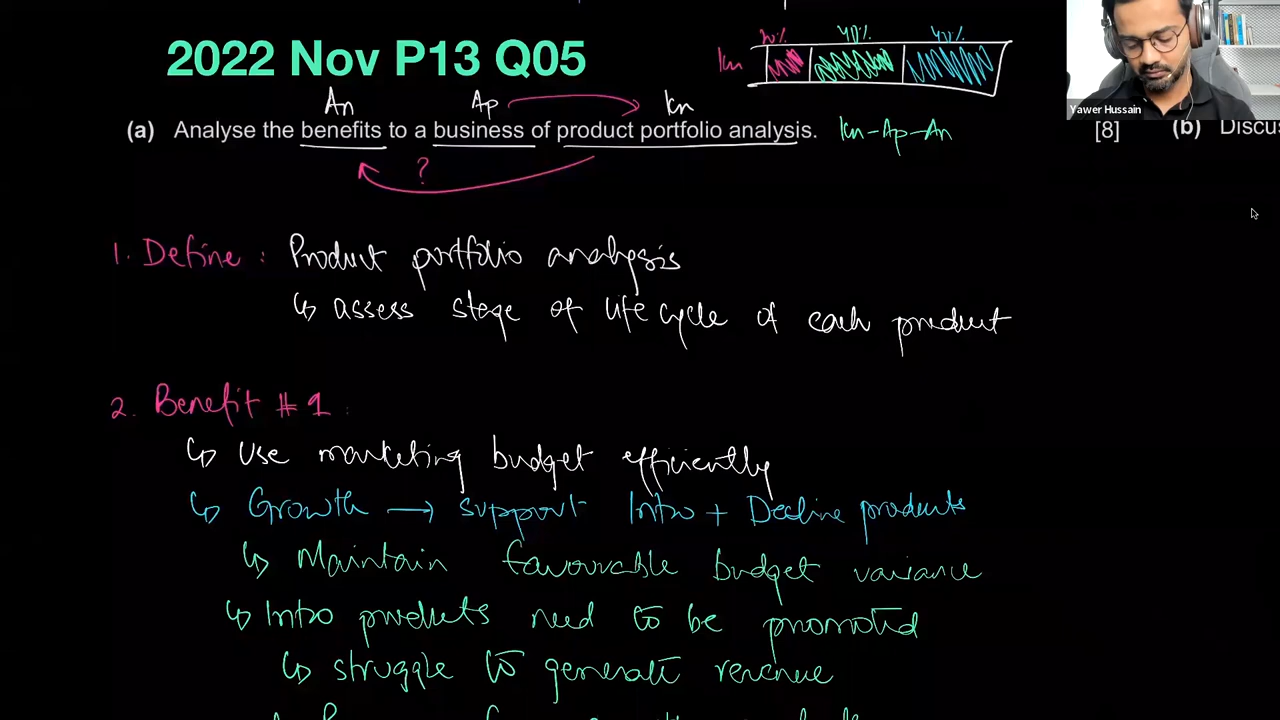 20% 40% 40%
2022 Nov P13 Q05
Kn
An Ap Kn
(a) Analyse the benefits to a business of product portfolio analysis. Kn-Ap-An [8] (b) Discu
?
Yawer Hussain
1. Define : Product portfolio analysis
↳ assess stage of life cycle of each product
2. Benefit # 1 :
↳ Use marketing budget efficiently
↳ Growth → support Intro + Decline products
↳ Maintain favourable budget variance
↳ Intro products need to be promoted
↳ struggle to generate revenue